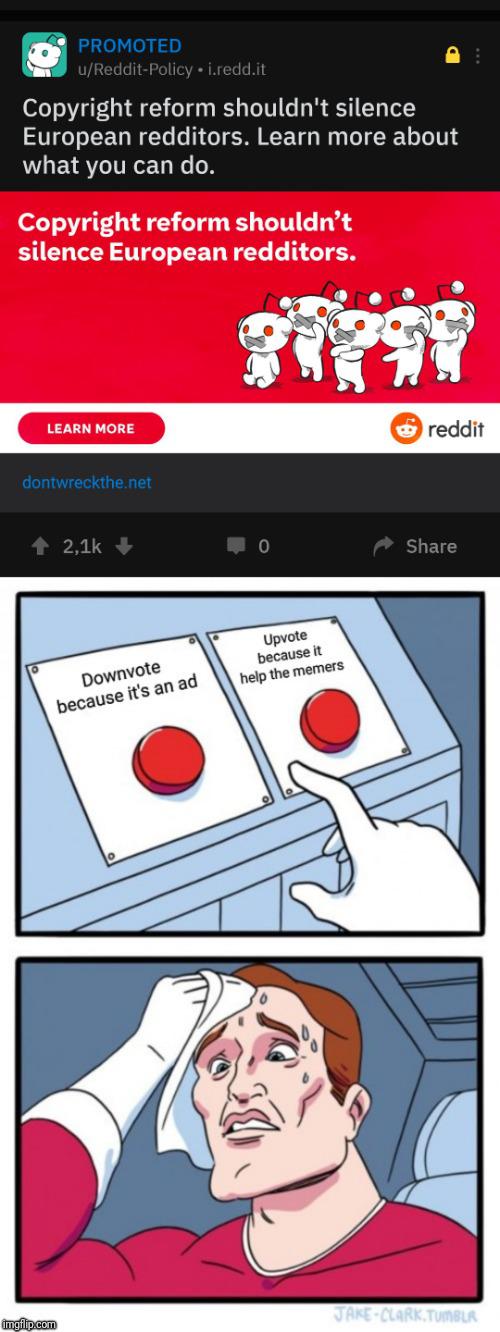 PROMOTED
u/Reddit-Policy • i.redd.it
Copyright reform shouldn't silence
European redditors. Learn more about
what you can do.
Copyright reform shouldn’t
silence European redditors.
LEARN MORE
reddit
dontwreckthe.net
2,1k
0
Share
Downvote
because it's an ad
Upvote
because it
help the memers
JAKE-CLARK.TUMBLR
imgflip.com